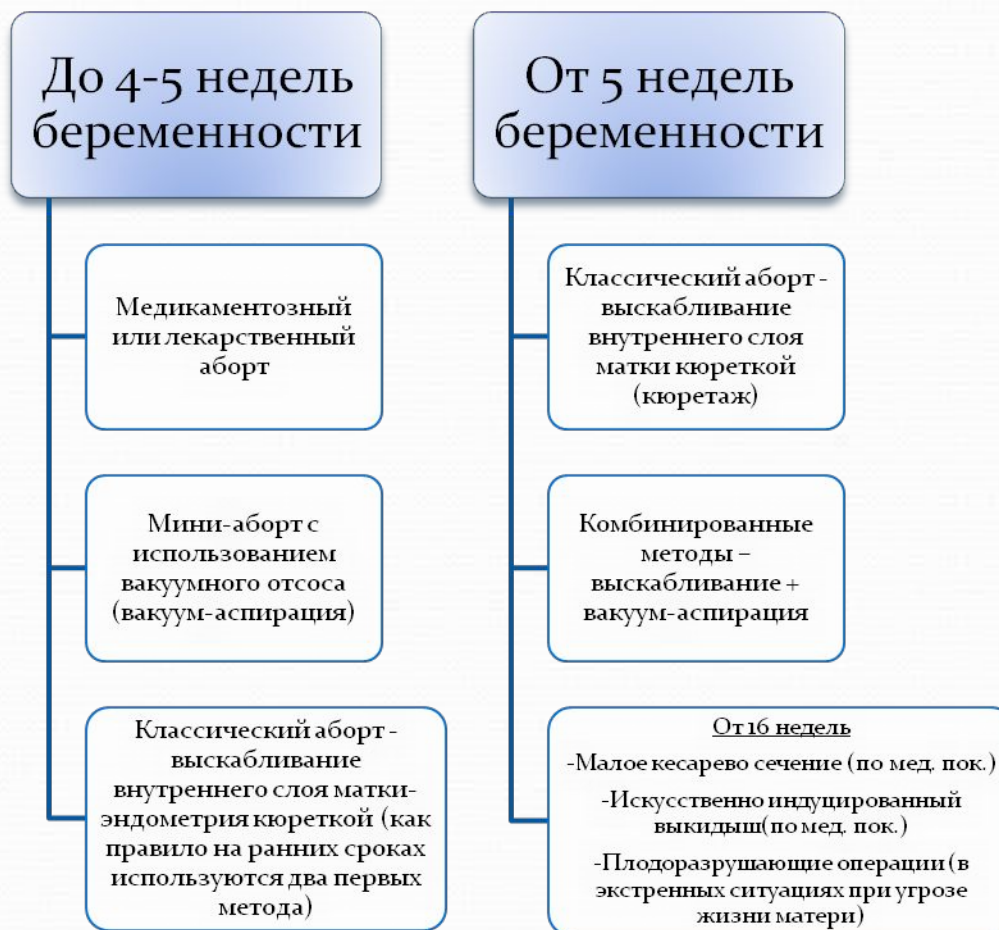 До 4-5 недель
беременности
Медикаментозный
или лекарственный
аборт
Мини-аборт с
использованием
вакуумного отсоса
(вакуум-аспирация)
Классический аборт -
выскабливание
внутреннего слоя матки-
эндометрия кюреткой (как
правило на ранних сроках
используются два первых
метода)
От 5 недель
беременности
Классический аборт -
выскабливание
внутреннего слоя
матки кюреткой
(кюретаж)
Комбинированные
методы –
выскабливание +
вакуум-аспирация
От 16 недель
-Малое кесарево сечение (по мед. пок.)
-Искусственно индуцированный
выкидыш(по мед. пок.)
-Плодоразрушающие операции (в
экстренных ситуациях при угрозе
жизни матери)